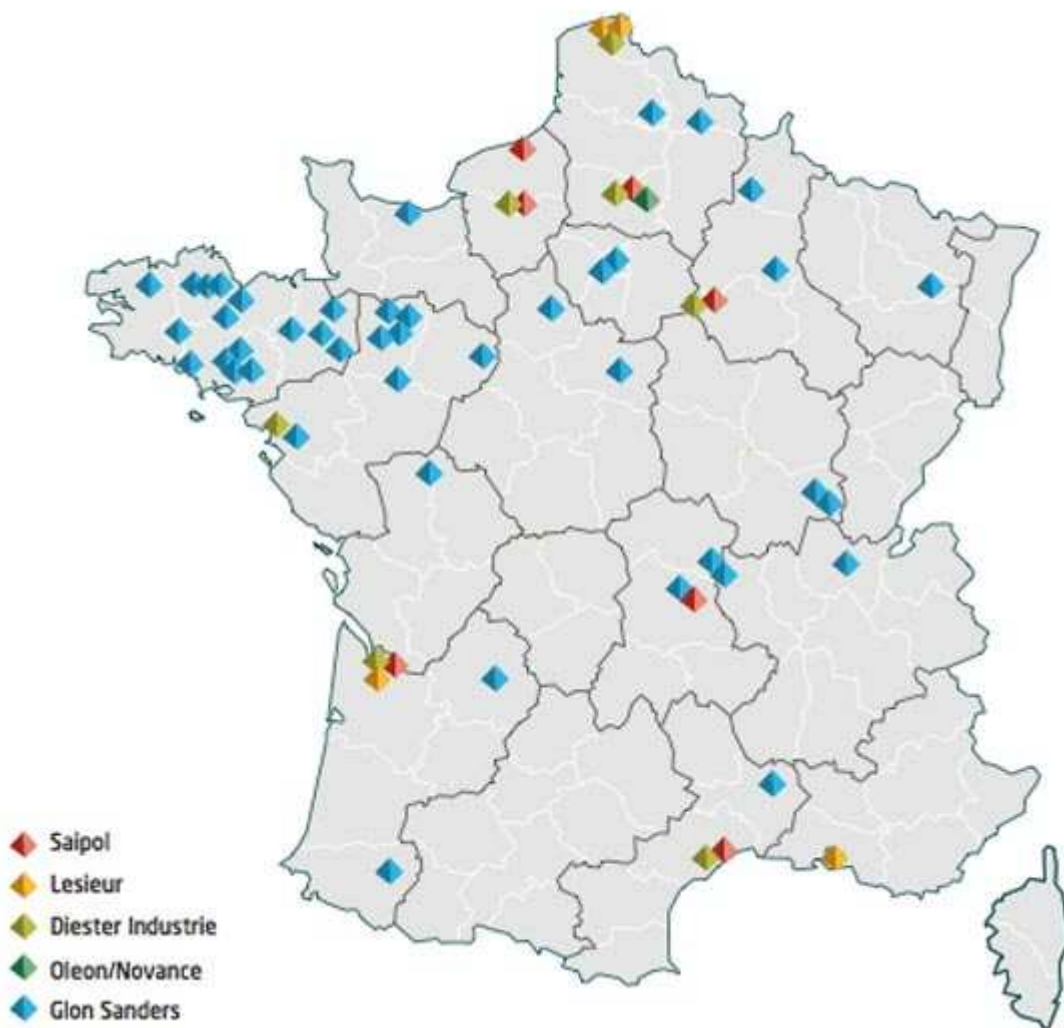 Saipol
Lesieur
Diester Industrie
Oleon/Novance
Glon Sanders